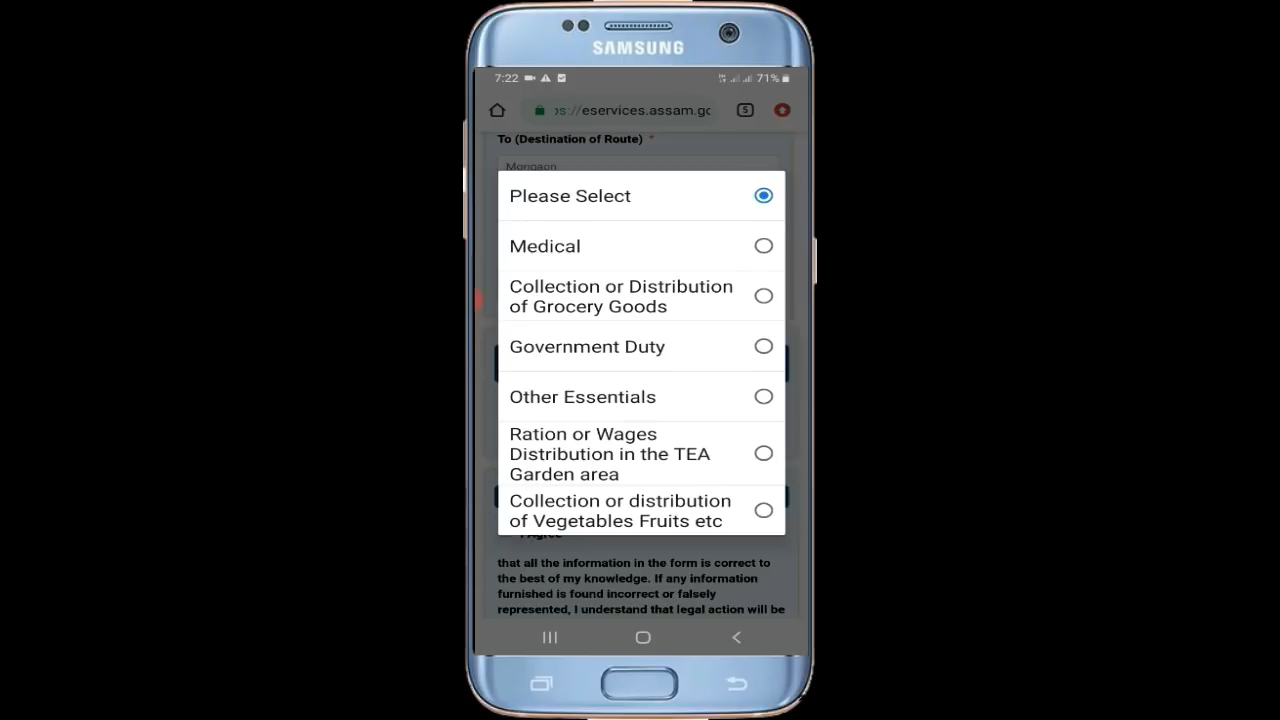 SAMSUNG
7:22
71%
ps://eservices.assam.gc
5
To (Destination of Route) *
Please Select
Medical
Collection or Distribution
of Grocery Goods
Government Duty
Other Essentials
Ration or Wages
Distribution in the TEA
Garden area
Collection or distribution
of Vegetables Fruits etc
I Agree
that all the information in the form is correct to
the best of my knowledge. If any information
furnished is found incorrect or falsely
represented, I understand that legal action will be